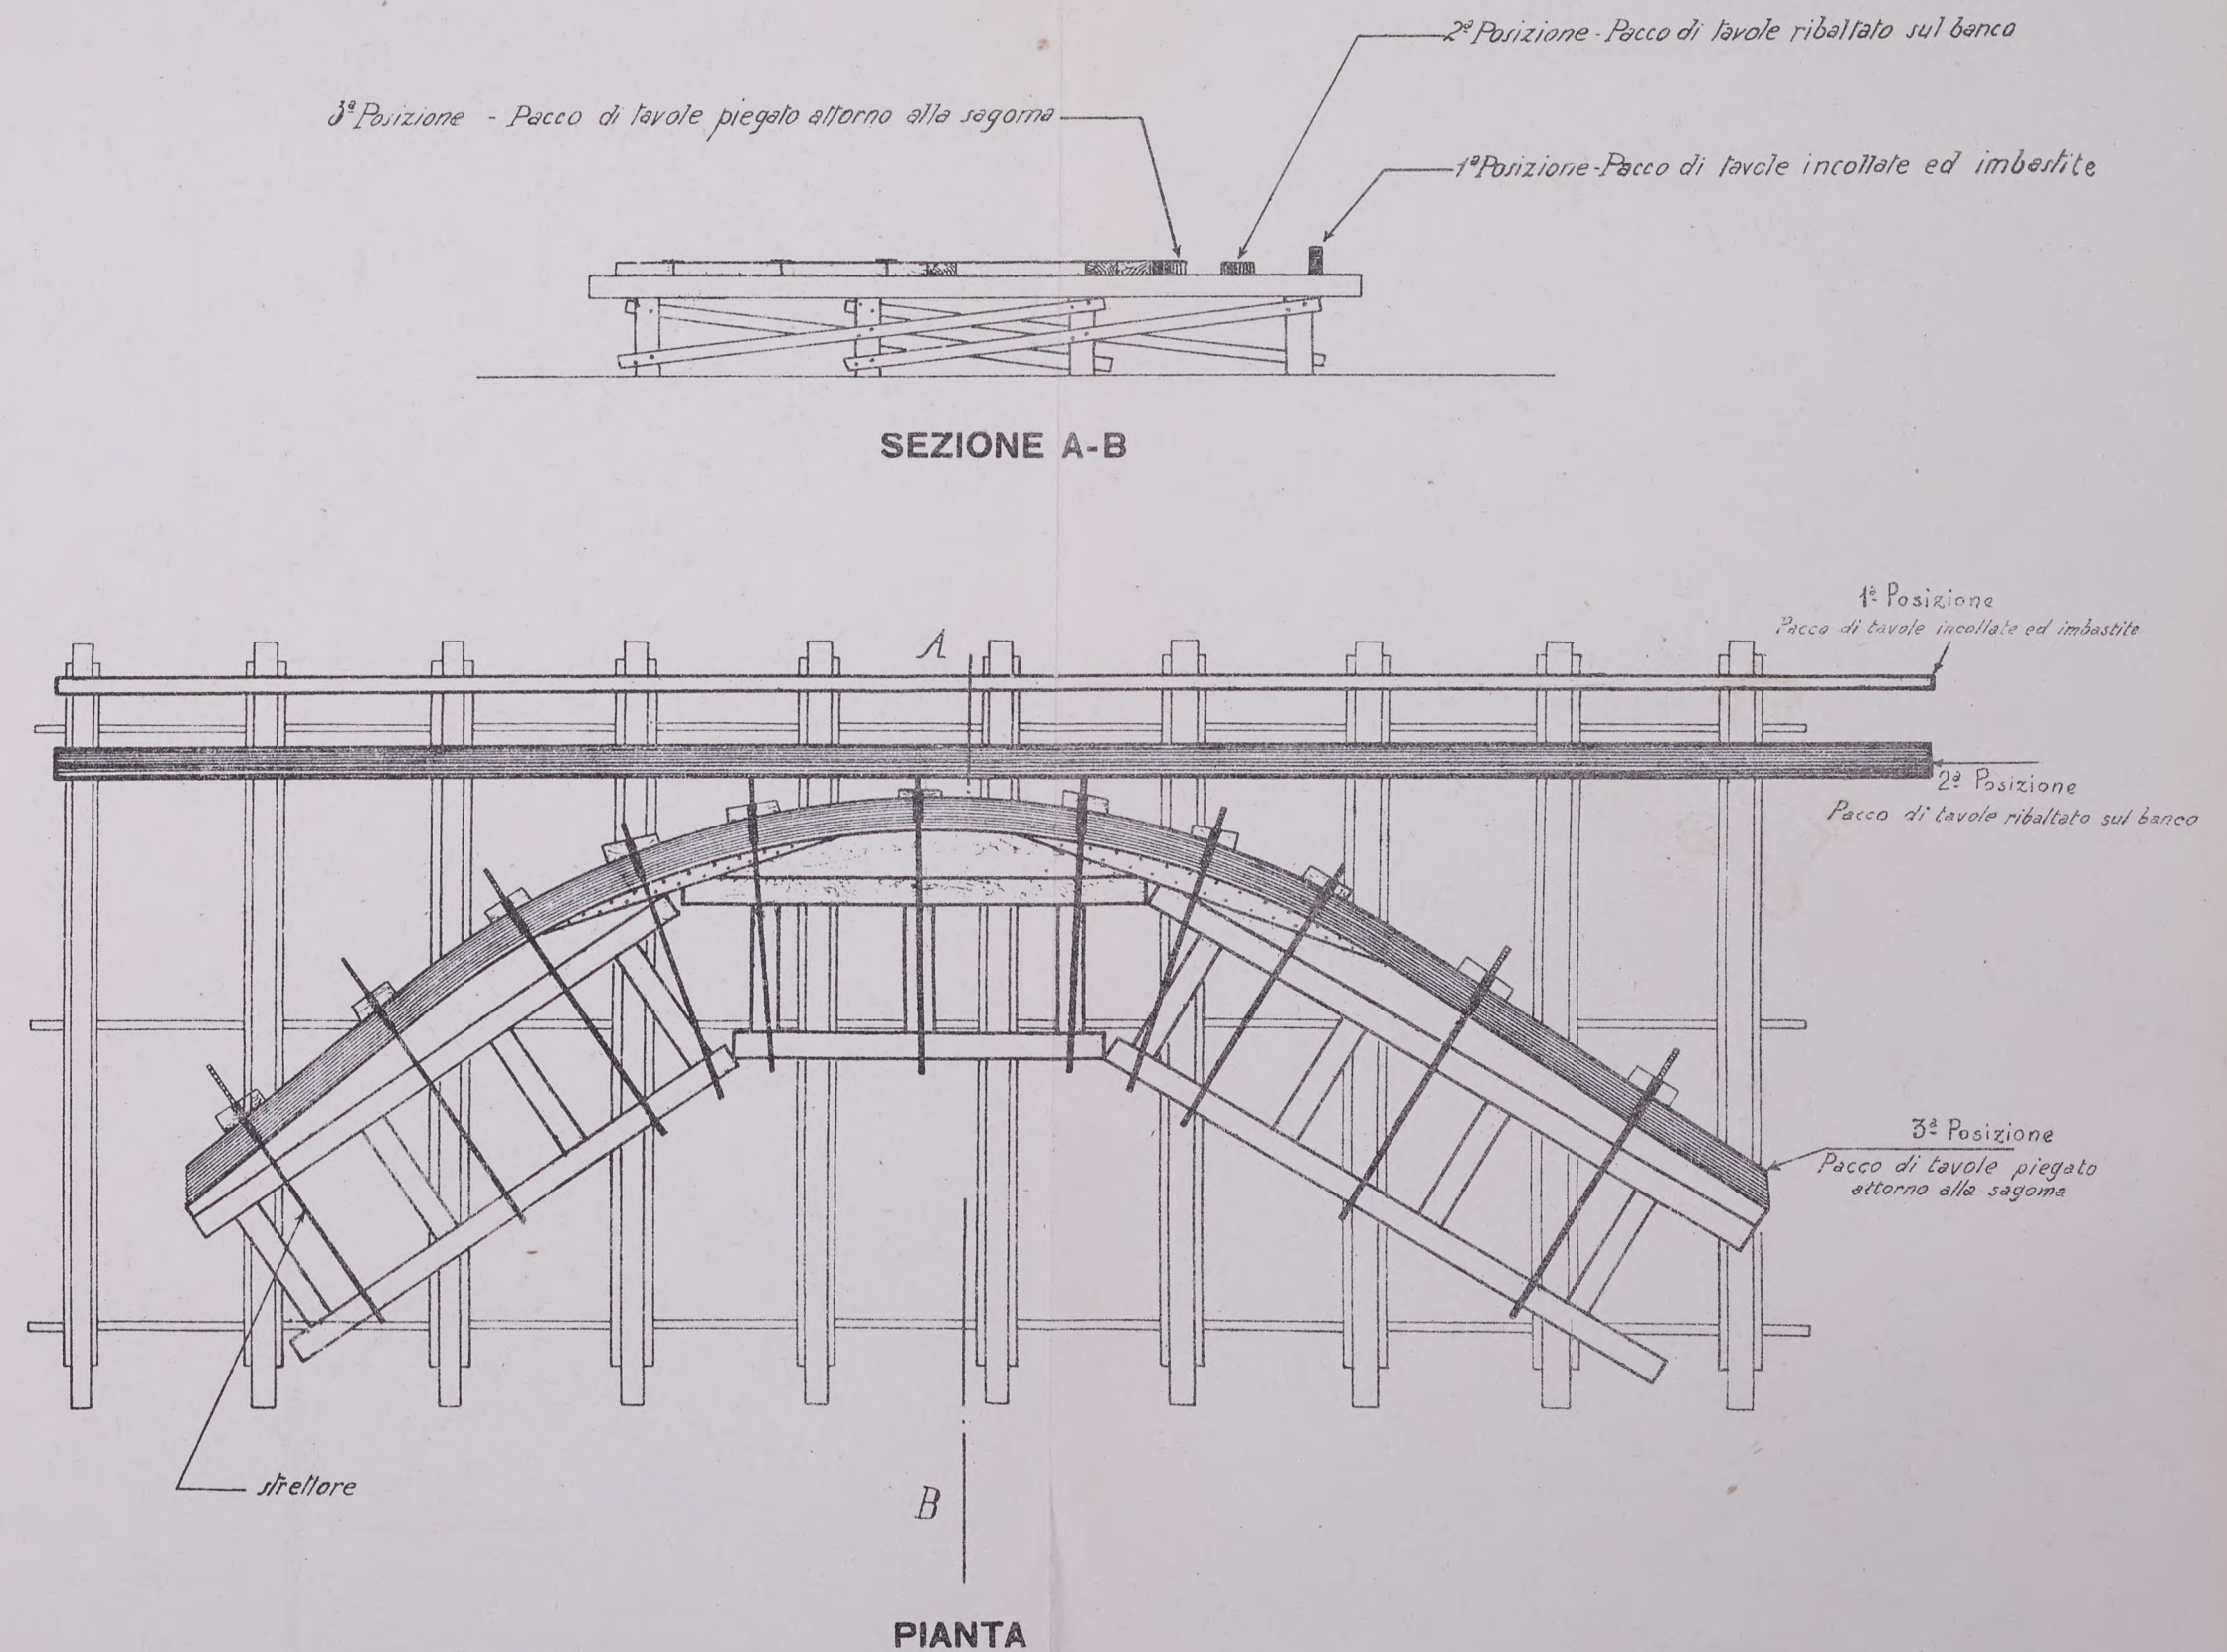 2ª Posizione - Pacco di tavole ribaltato sul banco
3ª Posizione - Pacco di tavole piegato attorno alla sagoma
1ª Posizione - Pacco di tavole incollate ed imbastite
SEZIONE A-B
1ª Posizione
Pacco di tavole incollate ed imbastite
A
2ª Posizione
Pacco di tavole ribaltato sul banco
3ª Posizione
Pacco di tavole piegato
attorno alla sagoma
strettore
B
PIANTA